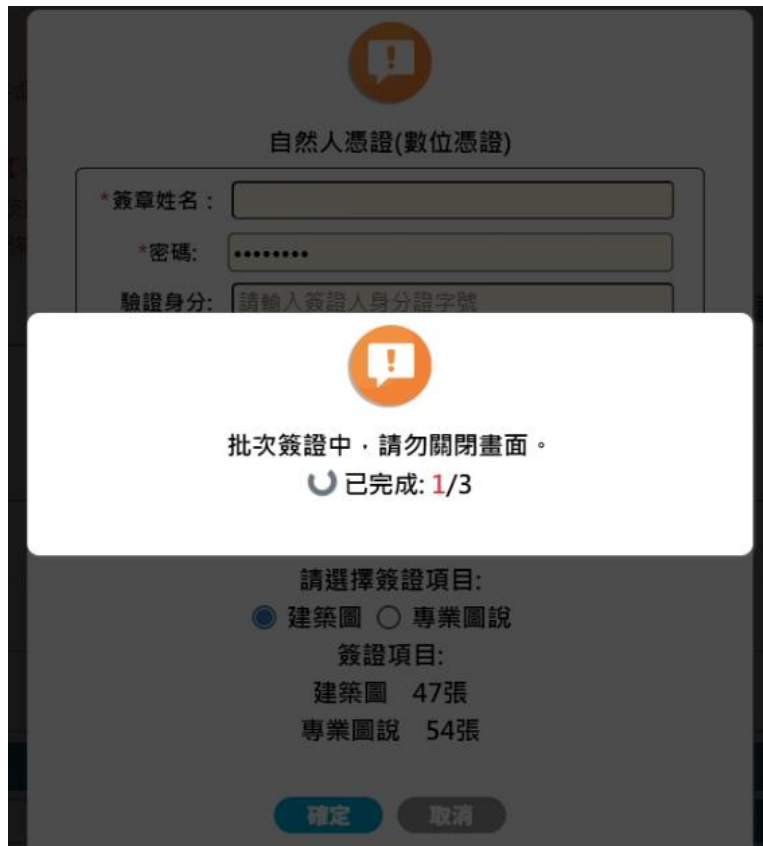 自然人憑證(數位憑證)
*簽章姓名：
*密碼: ••••••••
驗證身分: 請輸入簽證人身分證字號
批次簽證中，請勿關閉畫面。
已完成: 1/3
請選擇簽證項目:
建築圖 專業圖說
簽證項目:
建築圖 47張
專業圖說 54張
確定 取消